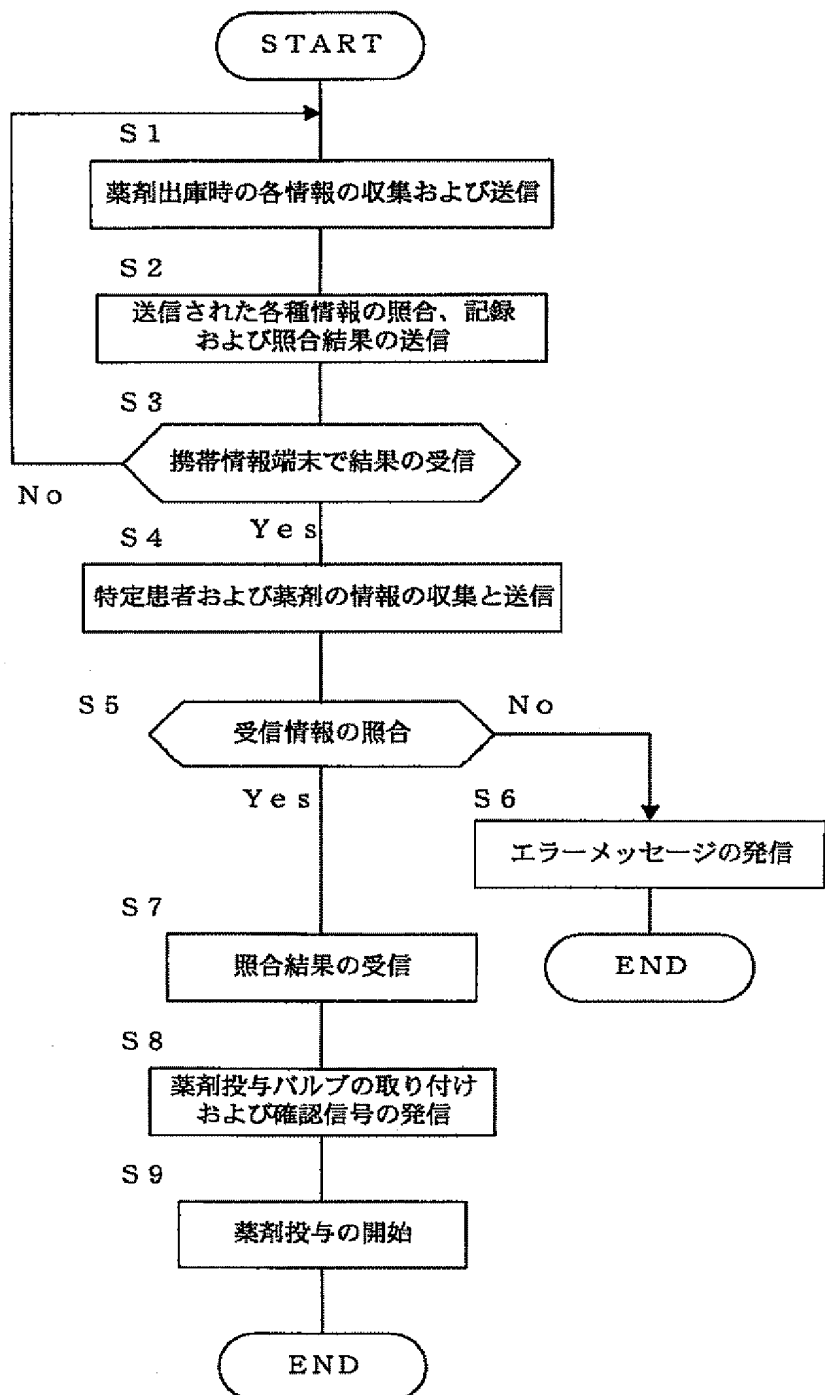 START
S1
薬剤出庫時の各情報の収集および送信
S2
送信された各種情報の照合、記録
および照合結果の送信
S3
携帯情報端末で結果の受信
No
Yes
S4
特定患者および薬剤の情報の収集と送信
S5
受信情報の照合
No
Yes
S6
エラーメッセージの発信
END
S7
照合結果の受信
S8
薬剤投与バルブの取り付け
および確認信号の発信
S9
薬剤投与の開始
END